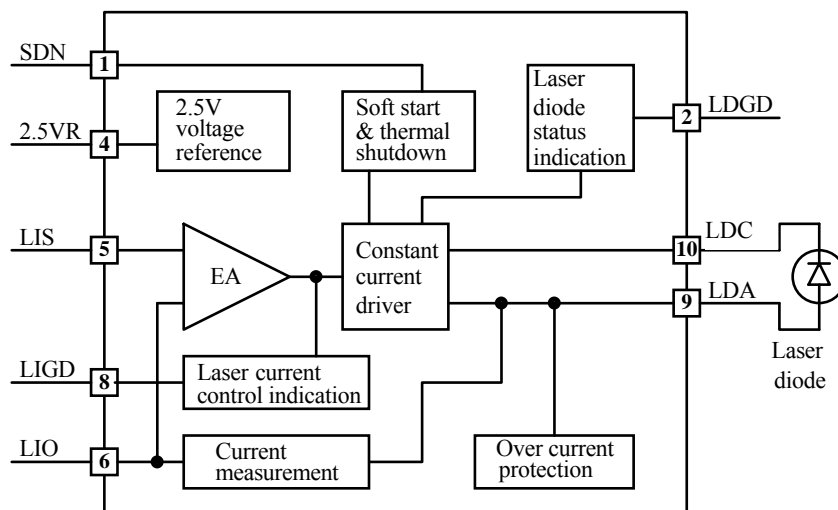 SDN
1
2.5V
voltage
reference
Soft start
& thermal
shutdown
Laser
diode
status
indication
2
LDGD
2.5VR
4
LIS
5
EA
Constant
current
driver
10
LDC
9
LDA
Laser
diode
LIGD
8
Laser current
control indication
LIO
6
Current
measurement
Over current
protection